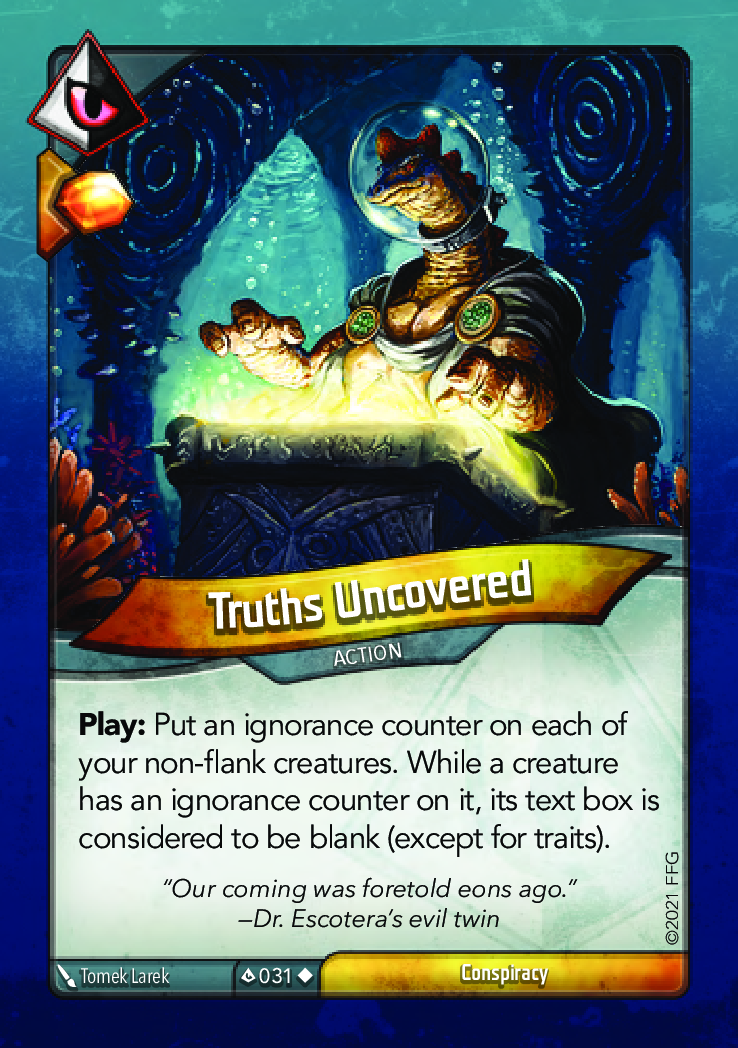 Truths Uncovered
ACTION
Play: Put an ignorance counter on each of
your non-flank creatures. While a creature
has an ignorance counter on it, its text box is
considered to be blank (except for traits).
“Our coming was foretold eons ago.”
–Dr. Escotera’s evil twin
©2021 FFG
Tomek Larek
031
Conspiracy